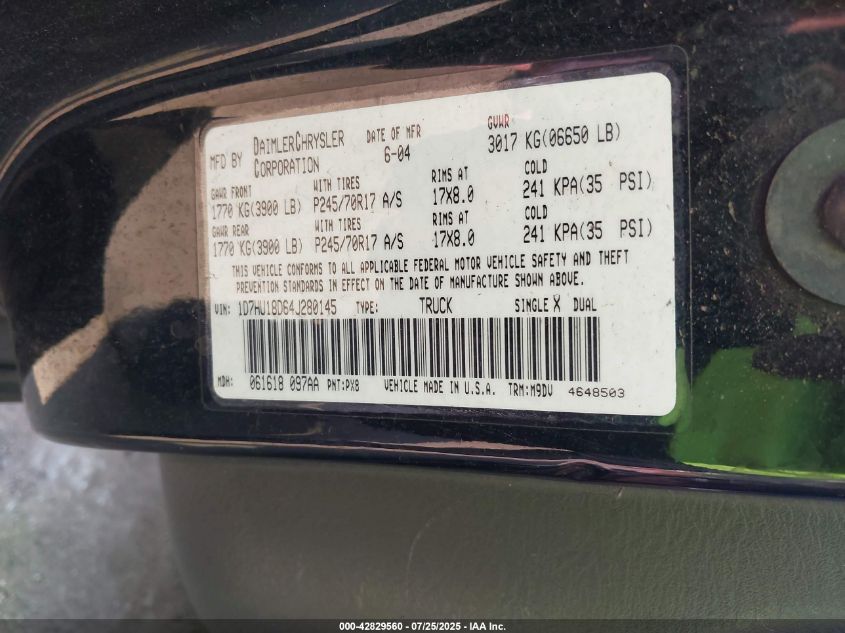 MFD BY DAIMLERCHRYSLER CORPORATION DATE OF MFR 6-04 GVWR 3017 KG(06650 LB)
GAWR FRONT WITH TIRES RIMS AT COLD
1770 KG(3900 LB) P245/70R17 A/S 17X8.0 241 KPA(35 PSI)
GAWR REAR WITH TIRES RIMS AT COLD
1770 KG(3900 LB) P245/70R17 A/S 17X8.0 241 KPA(35 PSI)
THIS VEHICLE CONFORMS TO ALL APPLICABLE FEDERAL MOTOR VEHICLE SAFETY AND THEFT
PREVENTION STANDARDS IN EFFECT ON THE DATE OF MANUFACTURE SHOWN ABOVE.
VIN: 1D7HU18D64J280145 TYPE: TRUCK SINGLE X DUAL
MDH: 061618 097AA PNT:PX8 VEHICLE MADE IN U.S.A. TRM:M9DV 4648503
000-42829560 - 07/25/2025 - IAA Inc.